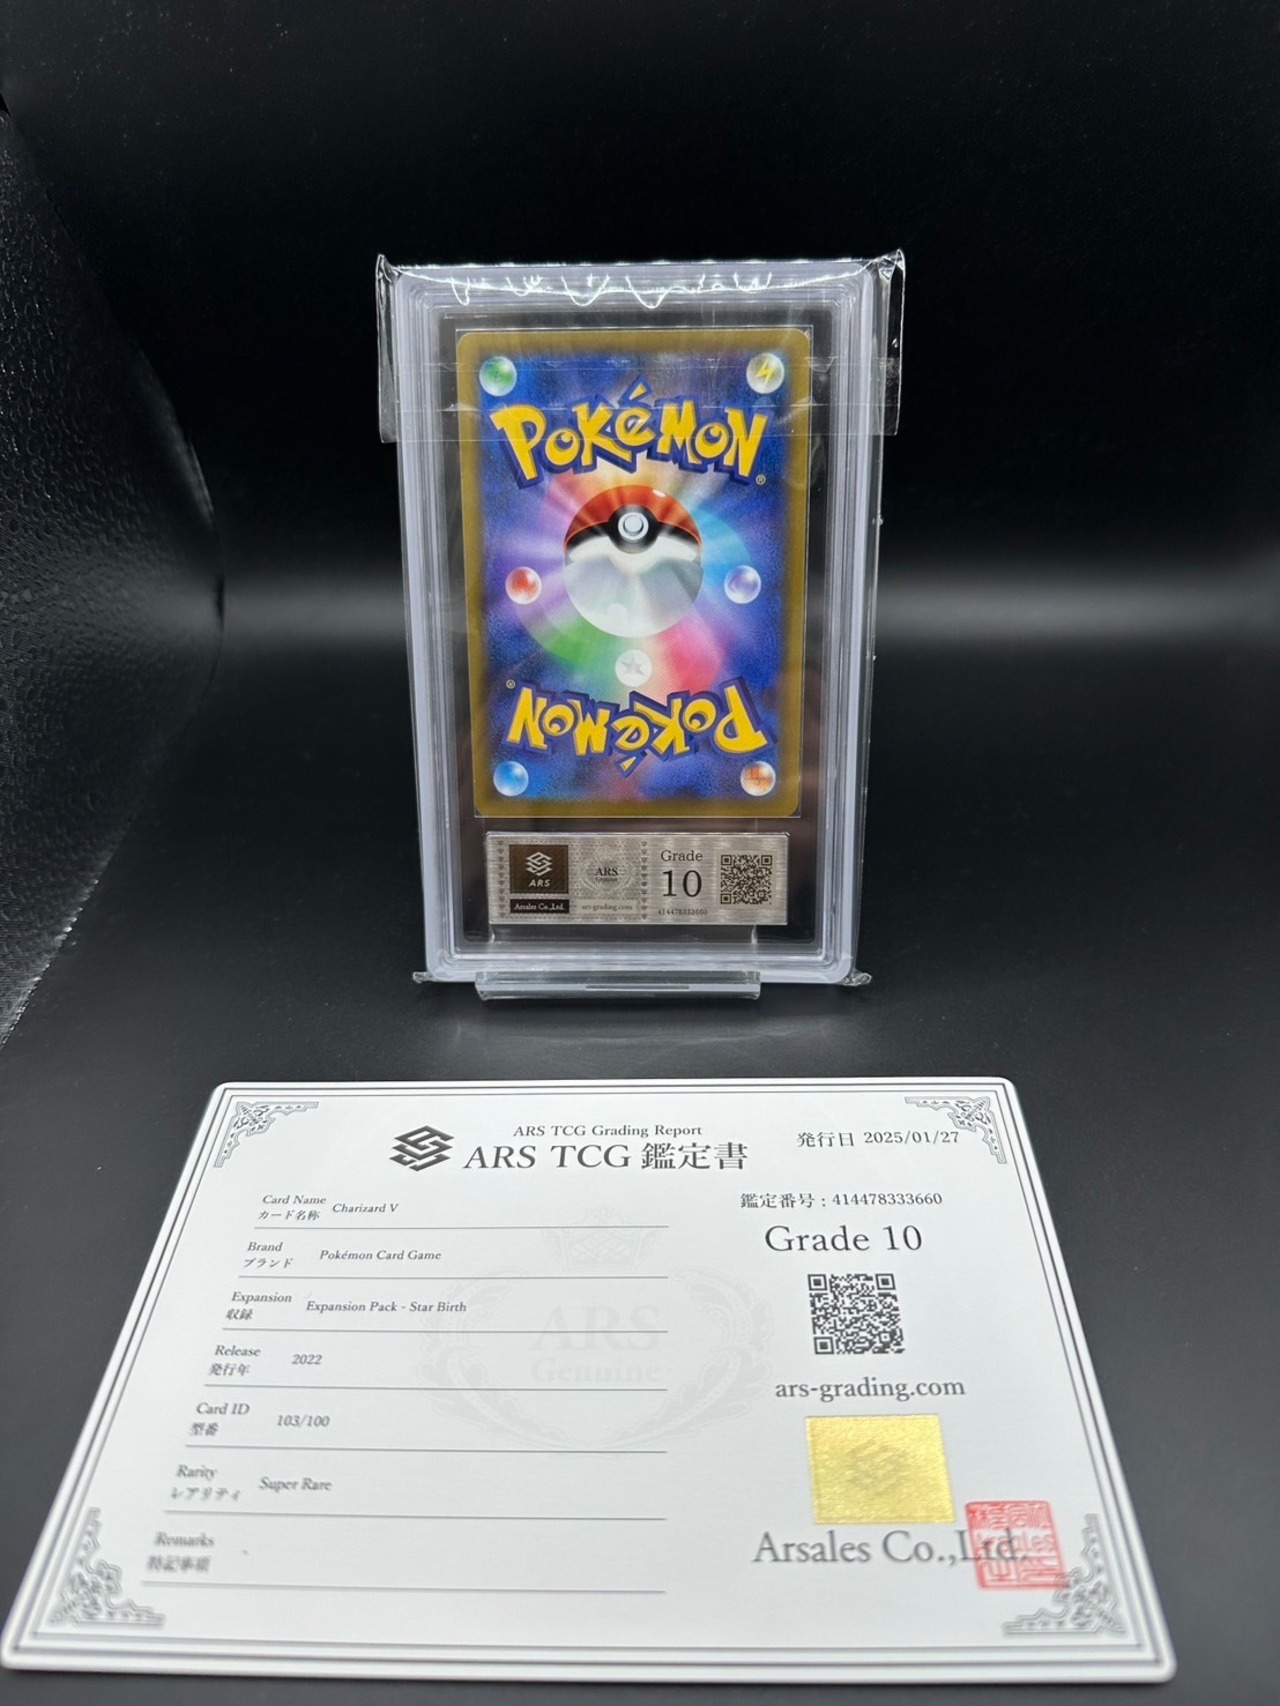 POKéMON
®
POKéMON
®
ARS
ARS
Genuine
Grade
10
Arsales Co.,Ltd.
ars-grading.com
414478333660
ARS TCG Grading Report
ARS TCG 鑑定書
発行日 2025/01/27
Card Name
カード名称
Charizard V
鑑定番号 : 414478333660
Grade 10
Brand
ブランド
Pokémon Card Game
Expansion
収録
Expansion Pack - Star Birth
Release
発行年
2022
ARS
Genuine
ars-grading.com
Card ID
型番
103/100
Rarity
レアリティ
Super Rare
Remarks
特記事項
-
Arsales Co.,Ltd.